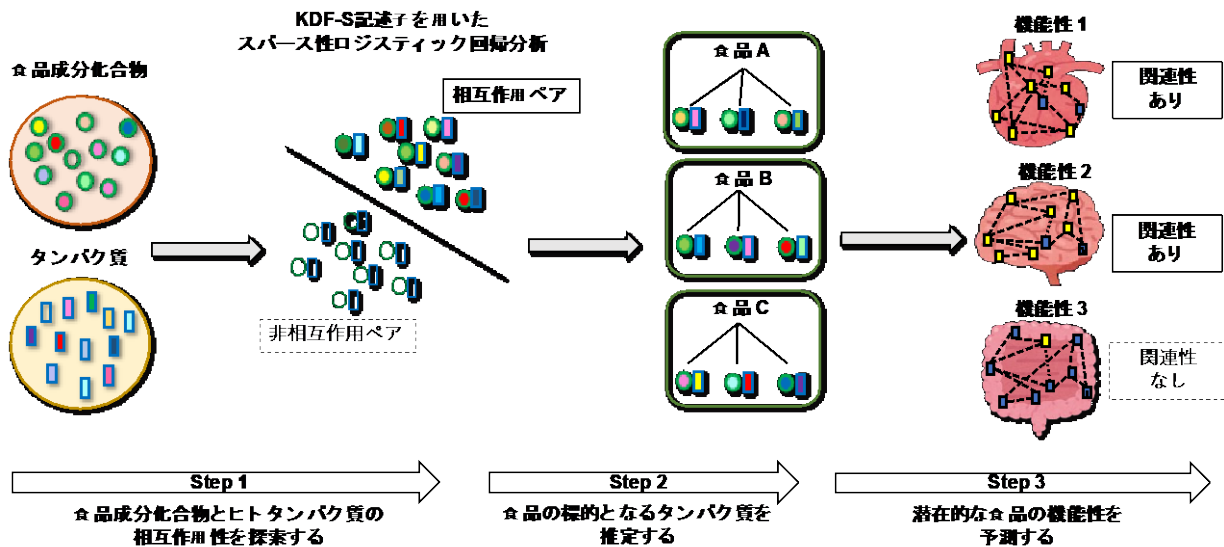 KDF-S記述子を用いた
スパース性ロジスティック回帰分析
食品成分化合物
タンパク質
相互作用ペア
非相互作用ペア
食品A
食品B
食品C
機能性1
関連性
あり
機能性2
関連性
あり
機能性3
関連性
なし
Step 1
食品成分化合物とヒトタンパク質の
相互作用性を探索する
Step 2
食品の標的となるタンパク質を
推定する
Step 3
潜在的な食品の機能性を
予測する